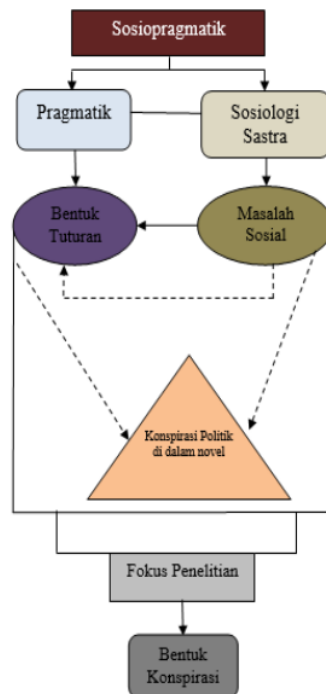 Sosiopragmatik
Pragmatik
Sosiologi
Sastra
Bentuk
Tuturan
Masalah
Sosial
Konspirasi Politik
di dalam novel
Fokus Penelitian
Bentuk
Konspirasi